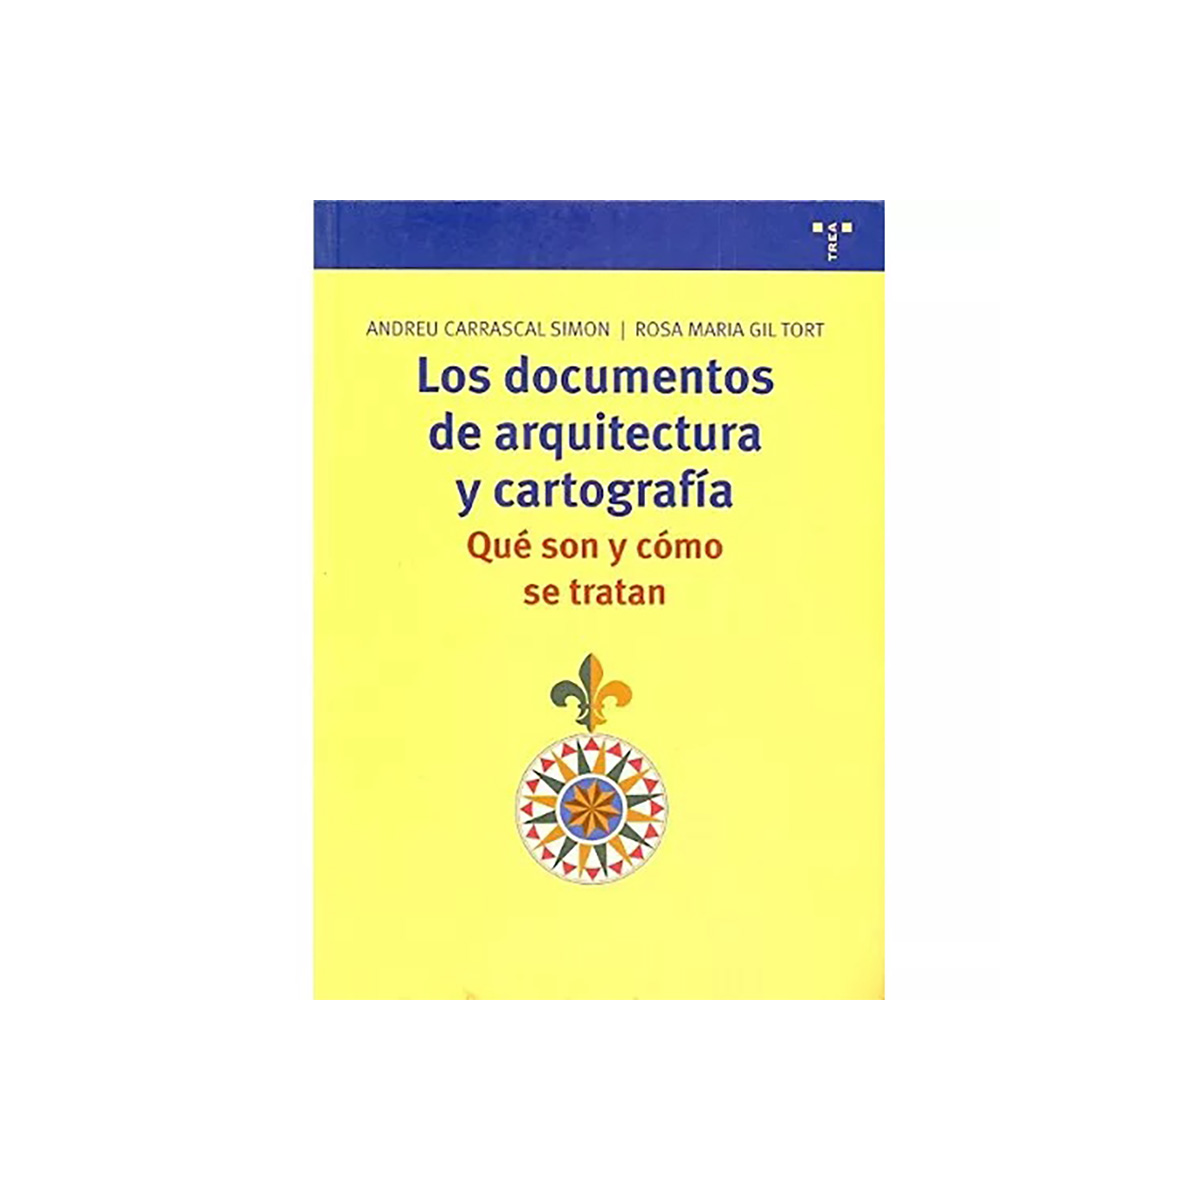 TREA
ANDREU CARRASCAL SIMON | ROSA MARIA GIL TORT
Los documentos
de arquitectura
y cartografía
Qué son y cómo
se tratan